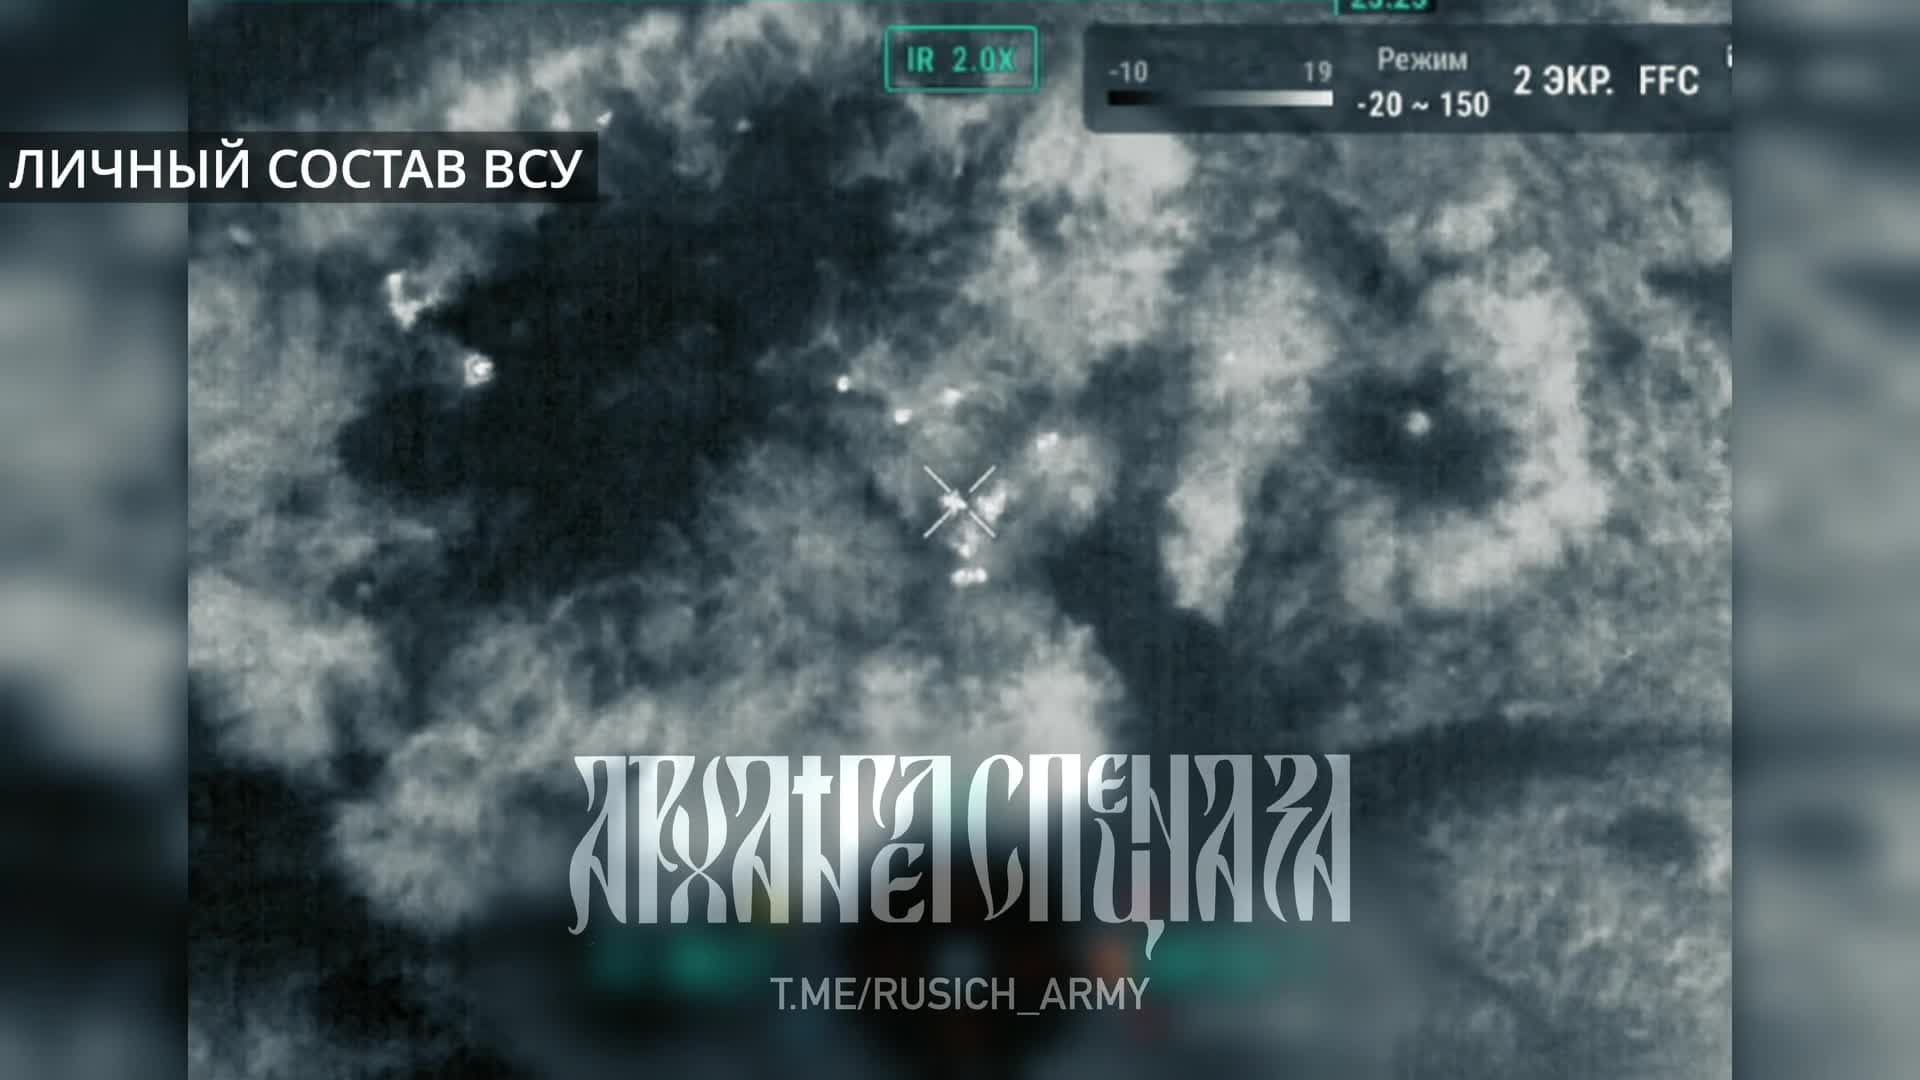 IR 2.0X
-10 19
Режим
-20 ~ 150
2 ЭКР. FFC
ЛИЧНЫЙ СОСТАВ ВСУ
АРХАНГЕЛ СПЕЦНАЗА
T.ME/RUSICH_ARMY